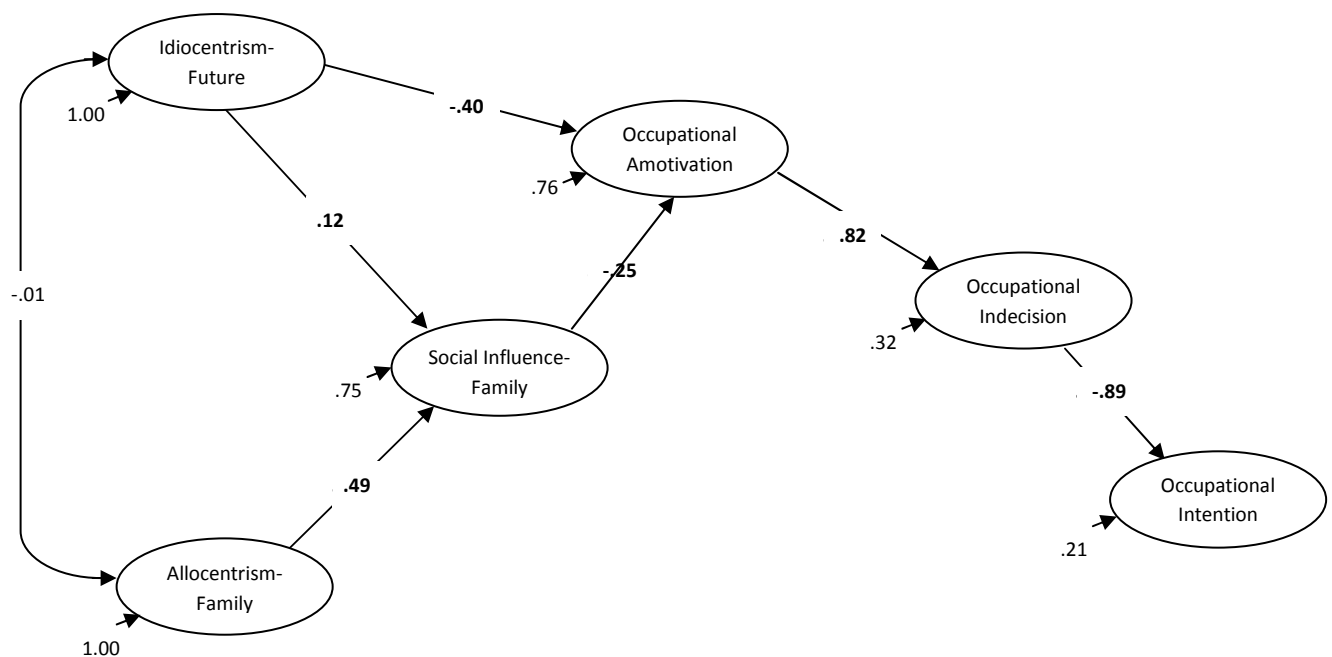 Idiocentrism-
Future
1.00
-.40
Occupational
Amotivation
.76
.12
.82
-.25
Occupational
Indecision
-.01
.32
Social Influence-
Family
.75
-.89
.49
Occupational
Intention
.21
Allocentrism-
Family
1.00